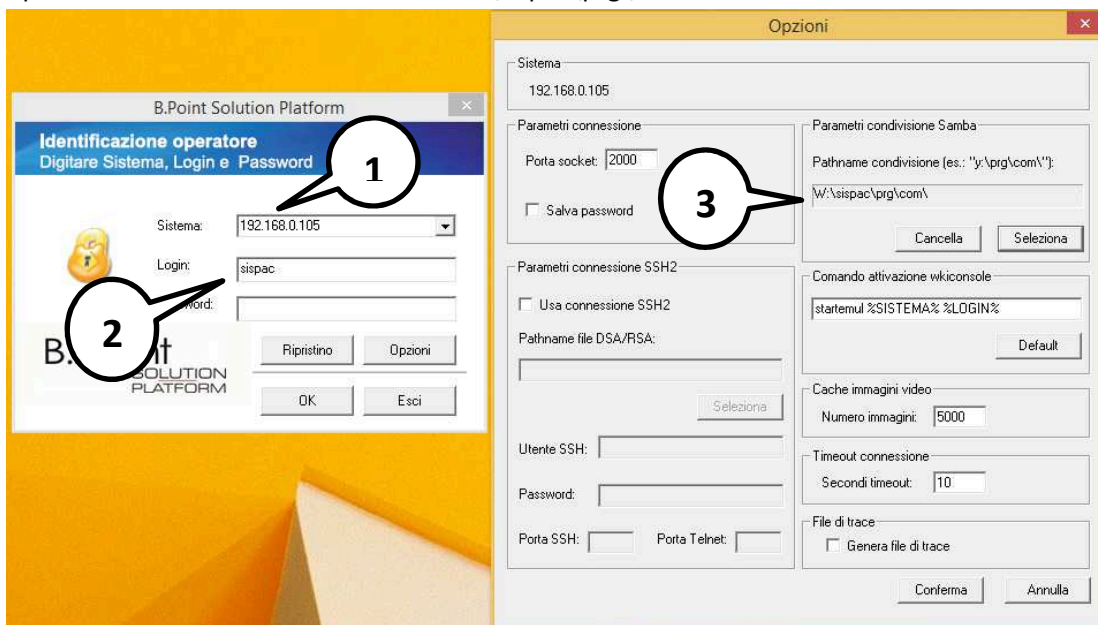 B.Point Solution Platform
Identificazione operatore
Digitare Sistema, Login e Password
1
Sistema: 192.168.0.105
Login: sispac
2
B.
SOLUTION
PLATFORM
Ripristino
Opzioni
OK
Esci
Opzioni
Sistema
192.168.0.105
Parametri connessione
Porta socket: 2000
Salva password
Parametri connessione SSH2
Usa connessione SSH2
Pathname file DSA/RSA:
Seleziona
Utente SSH:
Password:
Porta SSH:
Porta Telnet:
Parametri condivisione Samba
Pathname condivisione (es.: "y:\prg\com\"):
3
W:\sispac\prg\com\
Cancella
Seleziona
Comando attivazione wkiconsole
startemul %SISTEMA% %LOGIN%
Default
Cache immagini video
Numero immagini: 5000
Timeout connessione
Secondi timeout: 10
File di trace
Genera file di trace
Conferma
Annulla